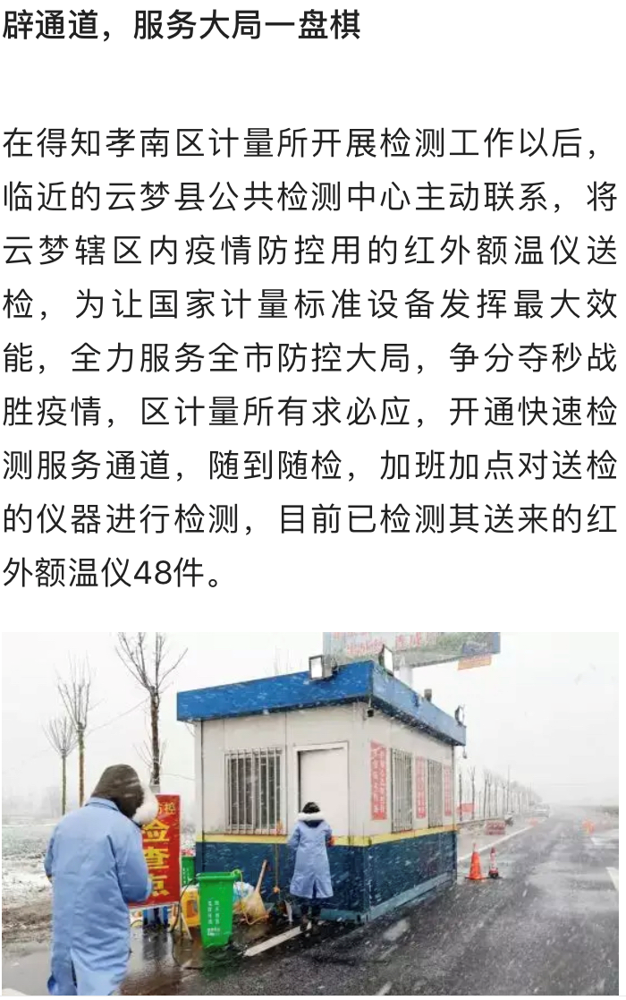 辟通道，服务大局一盘棋
在得知孝南区计量所开展检测工作以后，
临近的云梦县公共检测中心主动联系，将
云梦辖区内疫情防控用的红外额温仪送
检，为让国家计量标准设备发挥最大效
能，全力服务全市防控大局，争分夺秒战
胜疫情，区计量所有求必应，开通快速检
测服务通道，随到随检，加班加点对送检
的仪器进行检测，目前已检测其送来的红
外额温仪48件。
防控
检查点